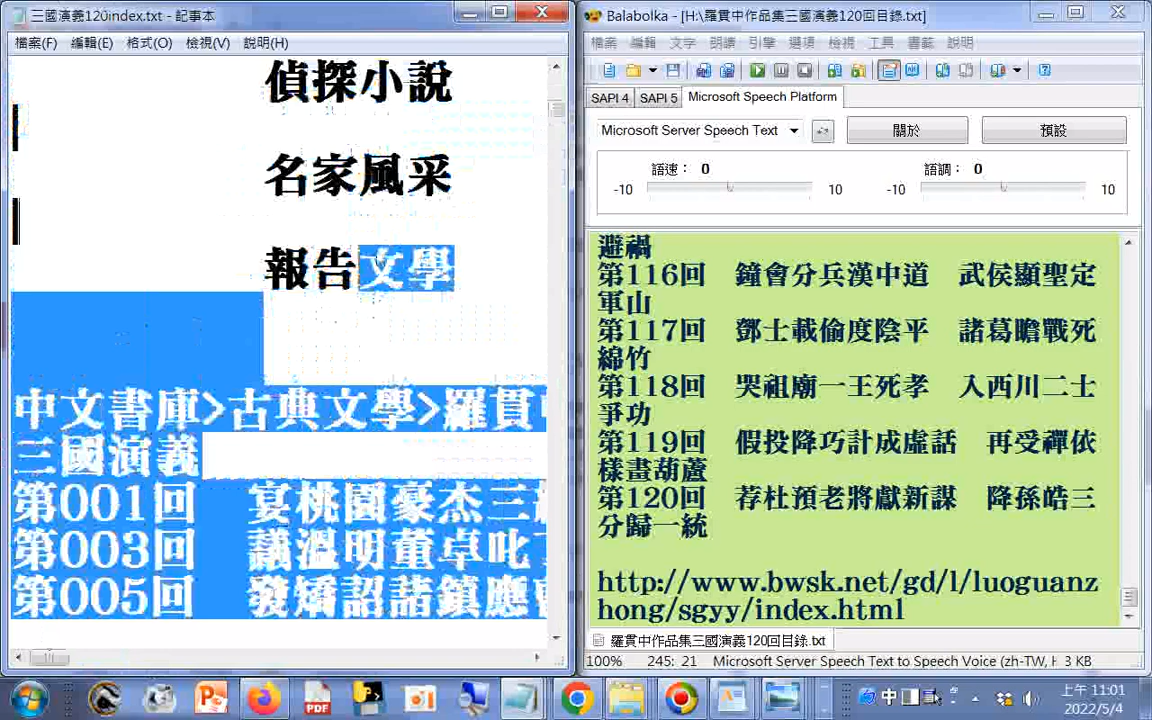 三國演義120index.txt - 記事本
檔案(F) 編輯(E) 格式(O) 檢視(V) 說明(H)
偵探小說
名家風采
報告文學
中文書庫>古典文學>羅貫
三國演義
第001回 宴桃園豪杰三
第003回 議溫明董卓叱
第005回 發矯詔諸鎮應
Balabolka - [H:\羅貫中作品集三國演義120回目錄.txt]
檔案 編輯 文字 朗讀 引擎 選項 檢視 工具 書籤 說明
SAPI 4 SAPI 5 Microsoft Speech Platform
Microsoft Server Speech Text 關於 預設
語速： 0 語調： 0
-10 10 -10 10
避禍
第116回 鐘會分兵漢中道 武侯顯聖定
軍山
第117回 鄧士載偷度陰平 諸葛瞻戰死
綿竹
第118回 哭祖廟一王死孝 入西川二士
爭功
第119回 假投降巧計成虛話 再受禪依
樣畫葫蘆
第120回 荐杜預老將獻新謀 降孫皓三
分歸一統
http://www.bwsk.net/gd/l/luoguanz
hong/sgyy/index.html
羅貫中作品集三國演義120回目錄.txt
100% 245: 21 Microsoft Server Speech Text to Speech Voice (zh-TW, H 3 KB
中
上午 11:01
2022/5/4